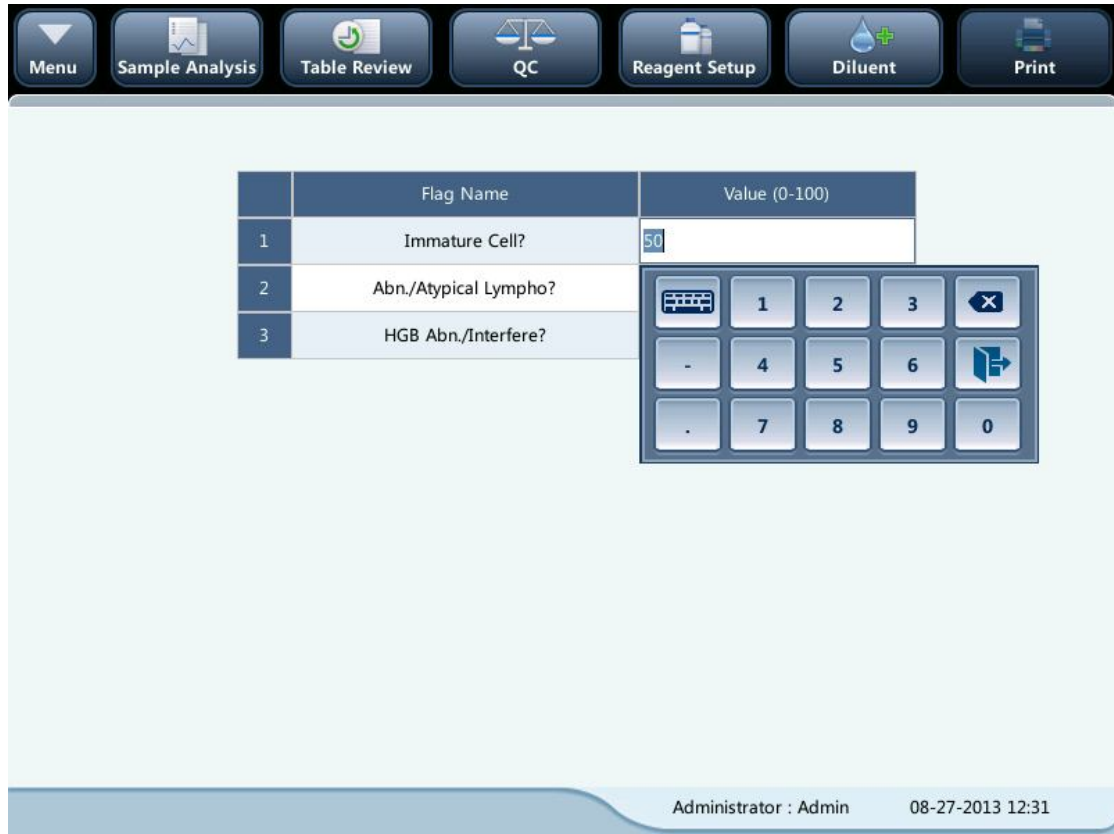 Menu Sample Analysis Table Review QC Reagent Setup Diluent Print
Flag Name Value (0-100)
1 Immature Cell? 50
2 Abn./Atypical Lympho?
3 HGB Abn./Interfere?
1 2 3
- 4 5 6
. 7 8 9 0
Administrator : Admin 08-27-2013 12:31